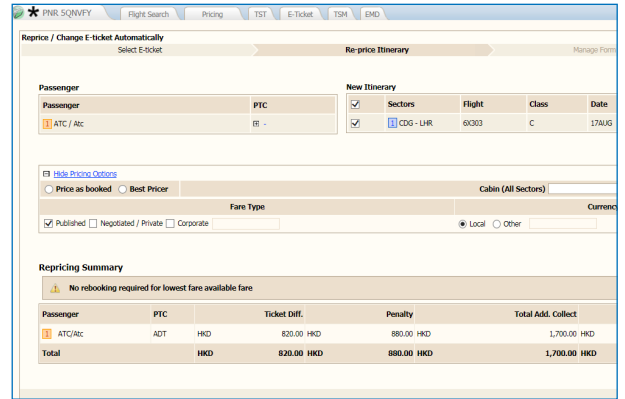 PNR 5QNVFY Flight Search Pricing TST E-Ticket TSM EMD
Reprice / Change E-ticket Automatically
Select E-ticket Re-price Itinerary Manage Form
Passenger New Itinerary
Passenger PTC Sectors Flight Class Date
1 ATC / Atc - 1 CDG - LHR 6X303 C 17AUG
Hide Pricing Options
Price as booked Best Pricer Cabin (All Sectors)
Fare Type Currency
Published Negotiated / Private Corporate Local Other
Repricing Summary
No rebooking required for lowest fare available fare
Passenger PTC Ticket Diff. Penalty Total Add. Collect
1 ATC/Atc ADT HKD 820.00 HKD 880.00 HKD 1,700.00 HKD
Total HKD 820.00 HKD 880.00 HKD 1,700.00 HKD